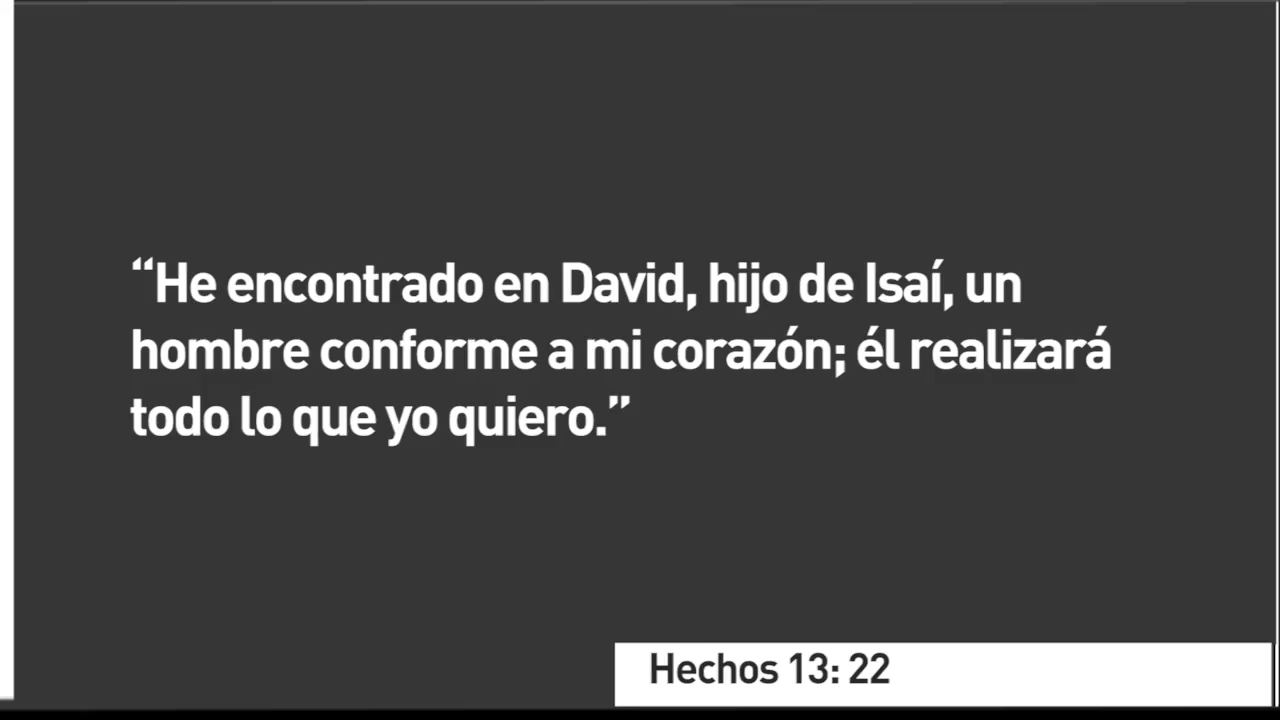 “He encontrado en David, hijo de Isaí, un
hombre conforme a mi corazón; él realizará
todo lo que yo quiero.”
Hechos 13: 22